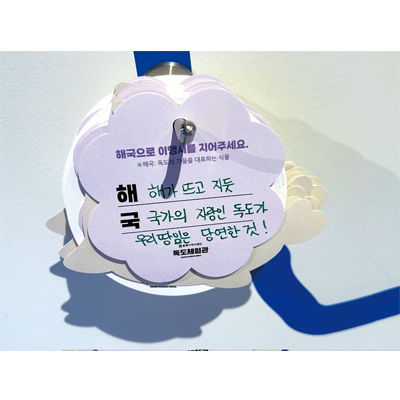 해국으로 이행시를 지어주세요.
※해국: 독도의 가을을 대표하는 식물
해 해가 뜨고 지듯
국 국가의 자랑인 독도가
우리땅임은 당연한 것!
독도체험관